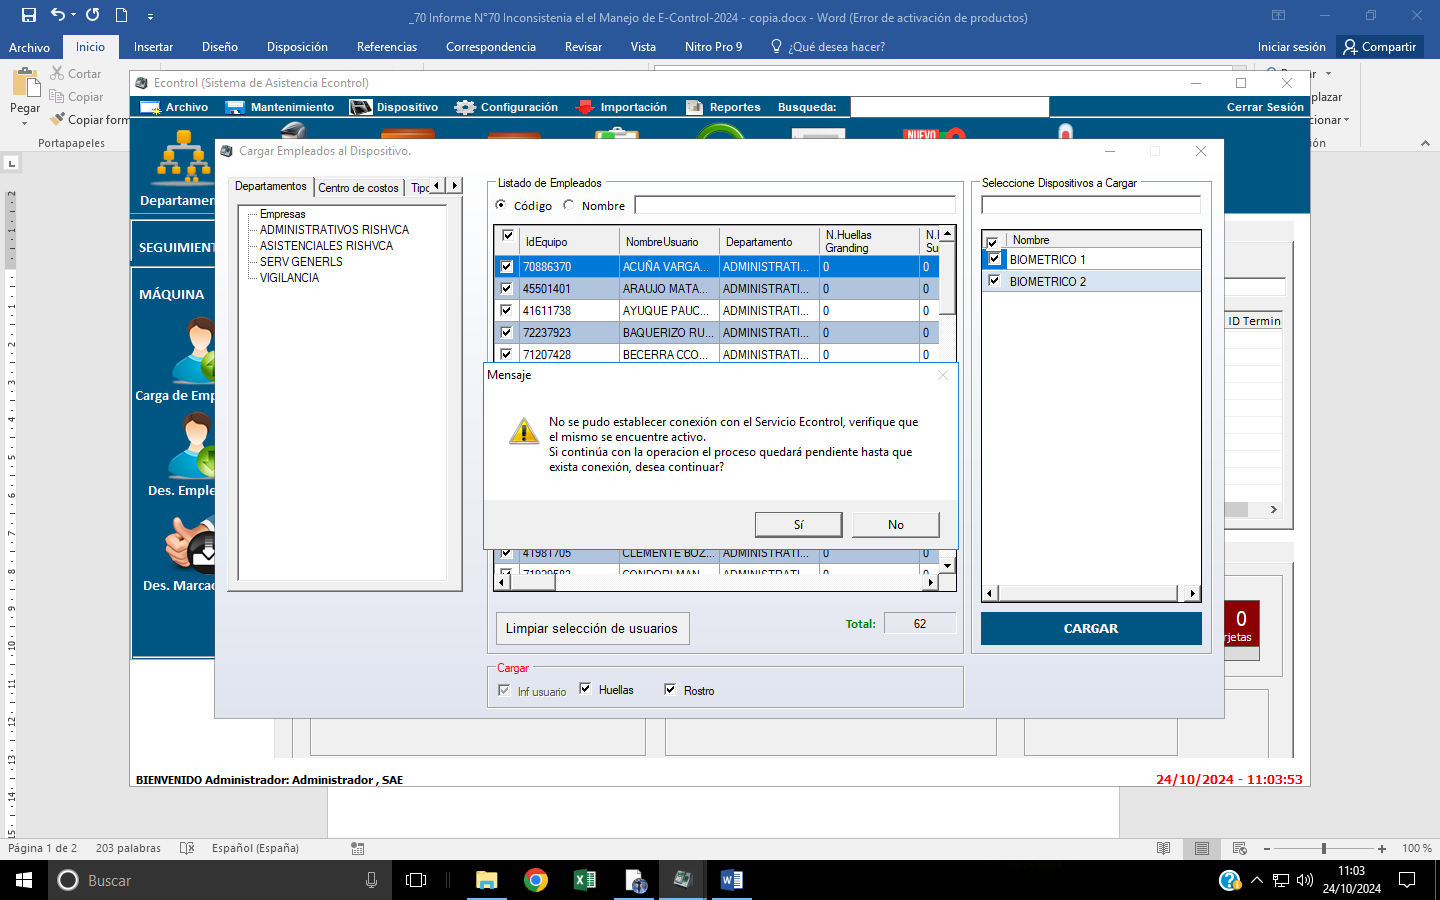 _70 Informe N°70 Inconsistenia el el Manejo de E-Control-2024 - copia.docx - Word (Error de activación de productos)
Archivo Inicio Insertar Diseño Disposición Referencias Correspondencia Revisar Vista Nitro Pro 9 ¿Qué desea hacer? Iniciar sesión Compartir
Cortar
Copiar
Copiar form
Pegar
Portapapeles
Econtrol (Sistema de Asistencia Econtrol)
Archivo Mantenimiento Dispositivo Configuración Importación Reportes Busqueda: Cerrar Sesión
NUEVO
Departamen
SEGUIMIENT
MÁQUINA
Carga de Emp
Des. Emple
Des. Marcad
Cargar Empleados al Dispositivo.
Departamentos Centro de costos Tipo
Empresas
ADMINISTRATIVOS RISHVCA
ASISTENCIALES RISHVCA
SERV GENERLS
VIGILANCIA
Listado de Empleados
Código Nombre
IdEquipo NombreUsuario Departamento N.Huellas Granding
70886370 ACUÑA VARGA... ADMINISTRATI... 0 0
45501401 ARAUJO MATA... ADMINISTRATI... 0 0
41611738 AYUQUE PAUC... ADMINISTRATI... 0 0
72237923 BAQUERIZO RU... ADMINISTRATI... 0 0
71207428 BECERRA CCO... ADMINISTRATI... 0 0
Mensaje
No se pudo establecer conexión con el Servicio Econtrol, verifique que
el mismo se encuentre activo.
Si continúa con la operacion el proceso quedará pendiente hasta que
exista conexión, desea continuar?
Sí No
41981705 CLEMENTE BOZ... ADMINISTRATI... 0 0
Limpiar selección de usuarios
Total: 62
Cargar
Inf usuario Huellas Rostro
Seleccione Dispositivos a Cargar
Nombre
BIOMETRICO 1
BIOMETRICO 2
CARGAR
ID Termin
0
rjetas
BIENVENIDO Administrador: Administrador , SAE
24/10/2024 - 11:03:53
Página 1 de 2 203 palabras Español (España) 100 %
Buscar
11:03
24/10/2024